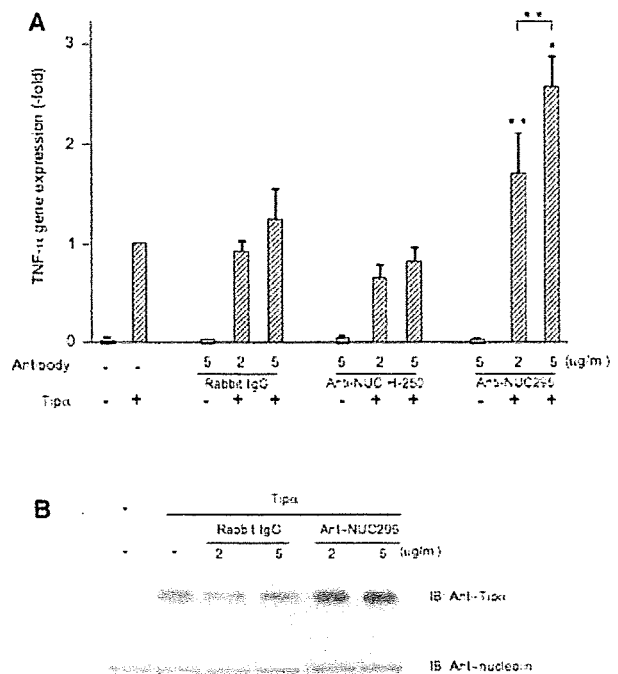 A
TNF-α gene expression (-fold)
3
2
1
0
* *
* *
*
Antibody - - 5 2 5 5 2 5 5 2 5 (μg/m )
Rabbit IgG Anti-NUC H-250 Anti-NUC295
Tipα - + - + + - + + - + +
B
Tipα
-
Rabbit IgG Anti-NUC295
- - 2 5 2 5 (μg/m )
IB: Anti-Tipα
IB: Anti-nucleolin